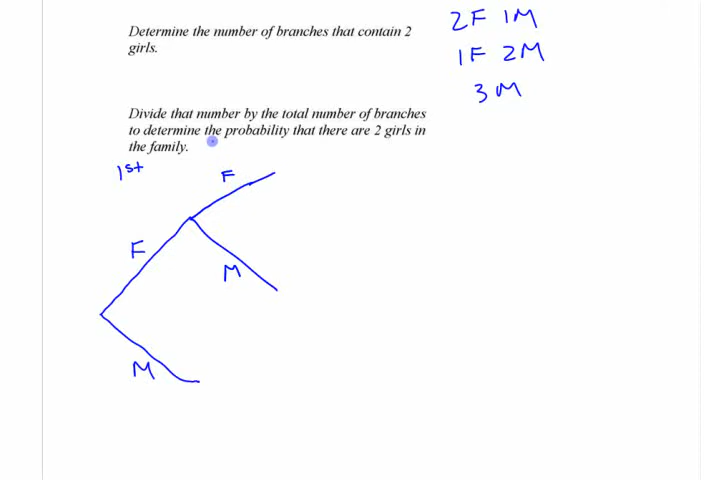 Determine the number of branches that contain 2
girls.
2F 1M
1F 2M
3M
Divide that number by the total number of branches
to determine the probability that there are 2 girls in
the family.
1st
F
F
M
M